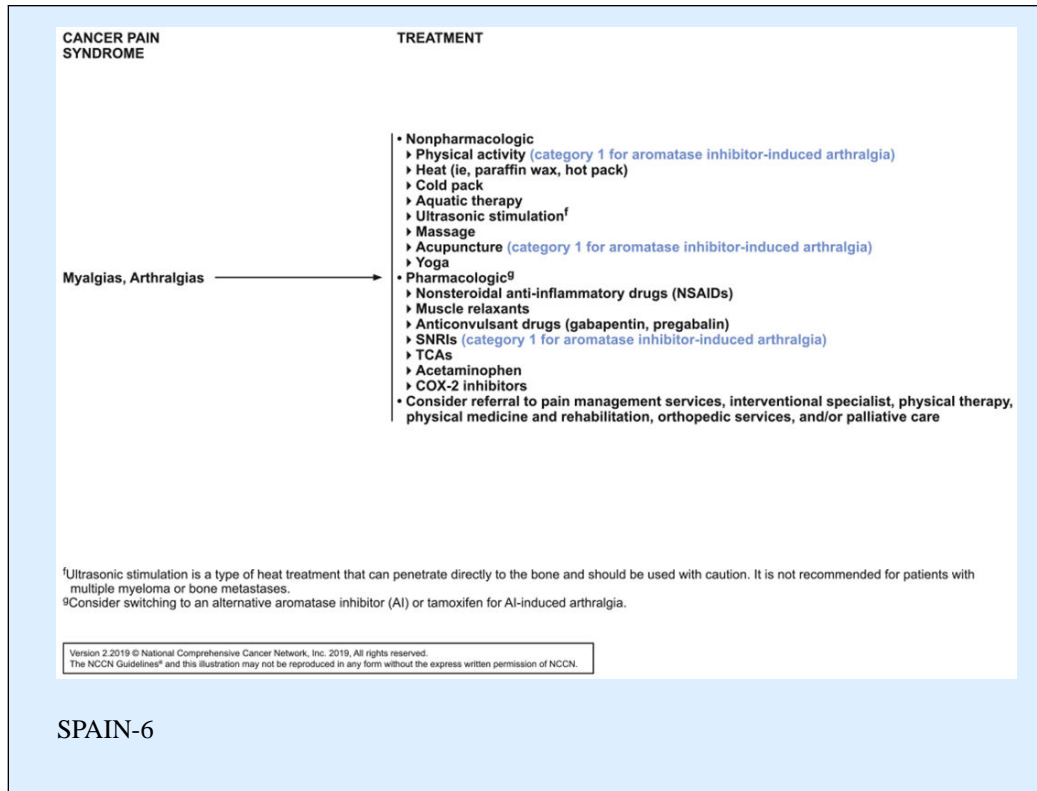 CANCER PAIN
SYNDROME
TREATMENT
Myalgias, Arthralgias
• Nonpharmacologic
‣ Physical activity (category 1 for aromatase inhibitor-induced arthralgia)
‣ Heat (ie, paraffin wax, hot pack)
‣ Cold pack
‣ Aquatic therapy
‣ Ultrasonic stimulationᶠ
‣ Massage
‣ Acupuncture (category 1 for aromatase inhibitor-induced arthralgia)
‣ Yoga
• Pharmacologicᵍ
‣ Nonsteroidal anti-inflammatory drugs (NSAIDs)
‣ Muscle relaxants
‣ Anticonvulsant drugs (gabapentin, pregabalin)
‣ SNRIs (category 1 for aromatase inhibitor-induced arthralgia)
‣ TCAs
‣ Acetaminophen
‣ COX-2 inhibitors
• Consider referral to pain management services, interventional specialist, physical therapy,
physical medicine and rehabilitation, orthopedic services, and/or palliative care
ᶠUltrasonic stimulation is a type of heat treatment that can penetrate directly to the bone and should be used with caution. It is not recommended for patients with
multiple myeloma or bone metastases.
ᵍConsider switching to an alternative aromatase inhibitor (AI) or tamoxifen for AI-induced arthralgia.
Version 2.2019 © National Comprehensive Cancer Network, Inc. 2019, All rights reserved.
The NCCN Guidelines® and this illustration may not be reproduced in any form without the express written permission of NCCN.
SPAIN-6